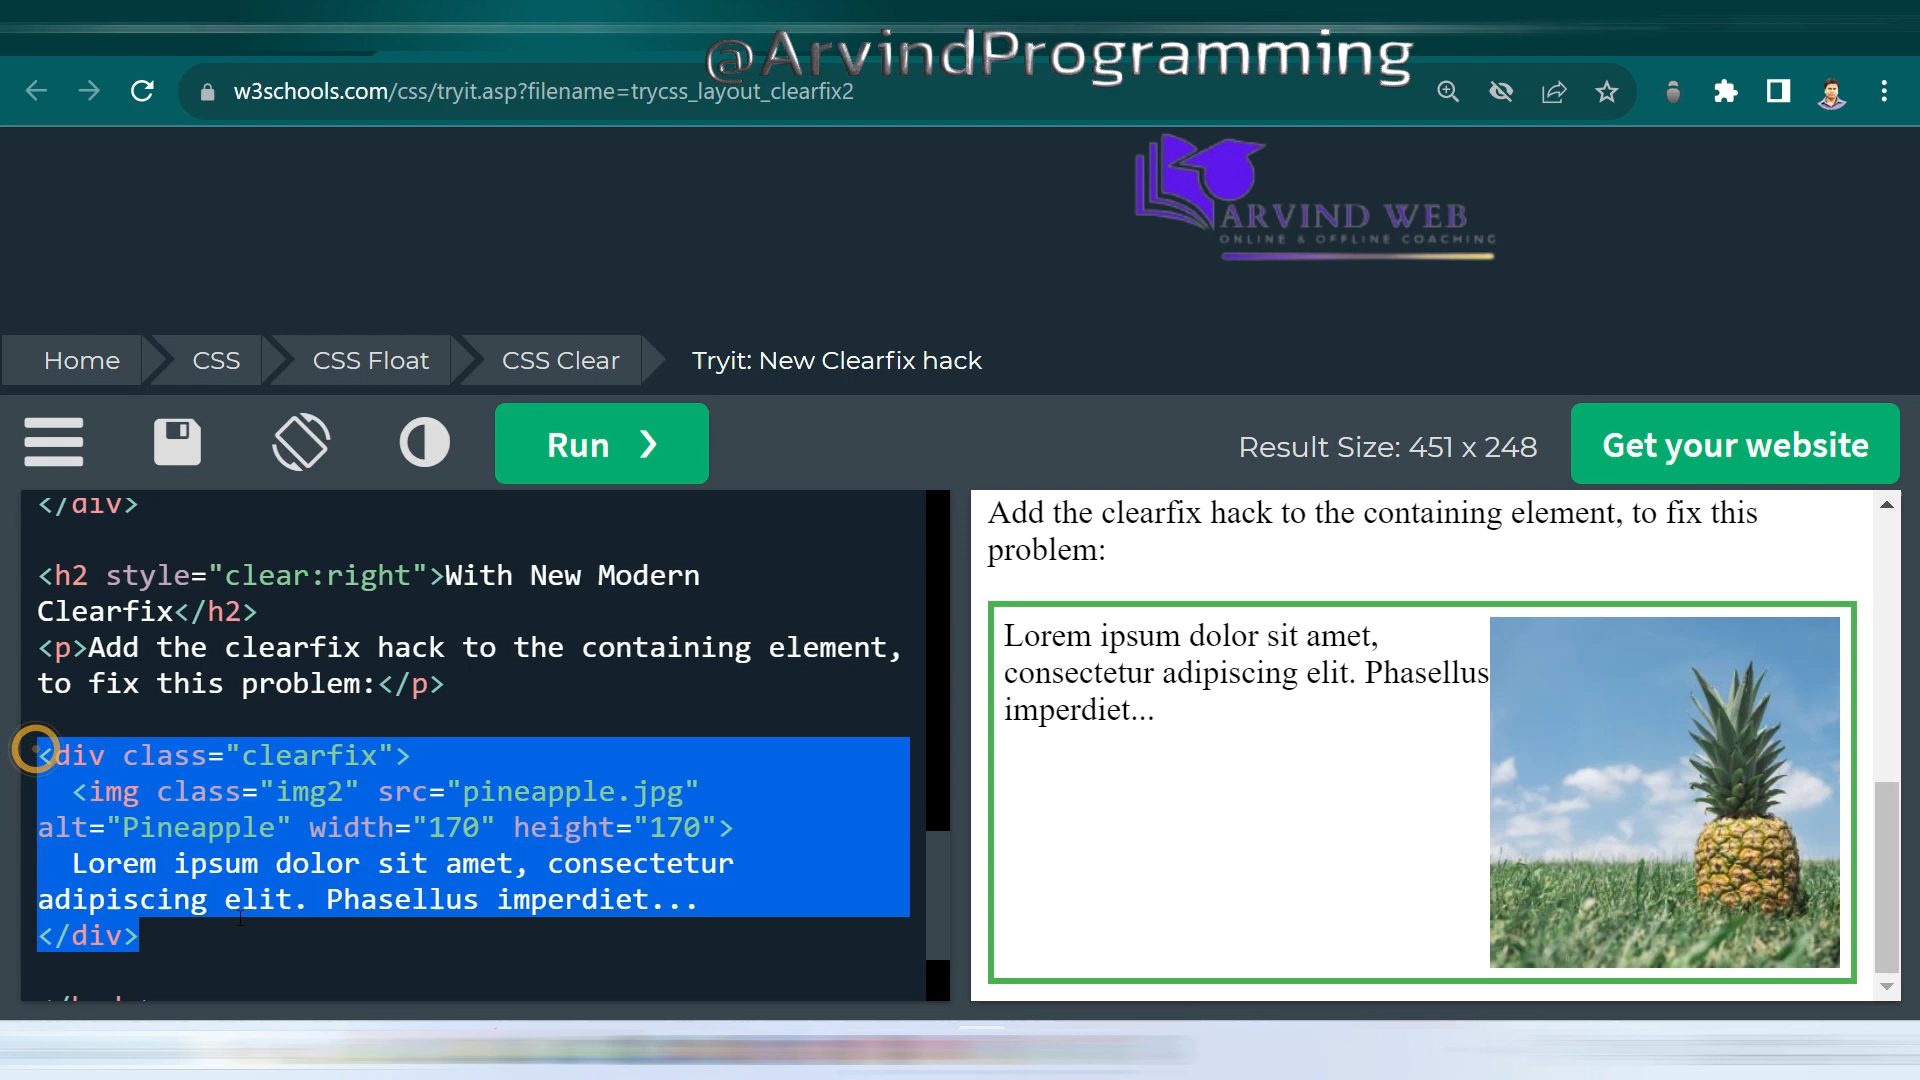 @ArvindProgramming
w3schools.com/css/tryit.asp?filename=trycss_layout_clearfix2
ARVIND WEB
ONLINE & OFFLINE COACHING
Home CSS CSS Float CSS Clear Tryit: New Clearfix hack
Run ❯ Result Size: 451 x 248 Get your website
</div>
<h2 style="clear:right">With New Modern
Clearfix</h2>
<p>Add the clearfix hack to the containing element,
to fix this problem:</p>
<div class="clearfix">
<img class="img2" src="pineapple.jpg"
alt="Pineapple" width="170" height="170">
Lorem ipsum dolor sit amet, consectetur
adipiscing elit. Phasellus imperdiet...
</div>
Add the clearfix hack to the containing element, to fix this
problem:
Lorem ipsum dolor sit amet,
consectetur adipiscing elit. Phasellus
imperdiet...